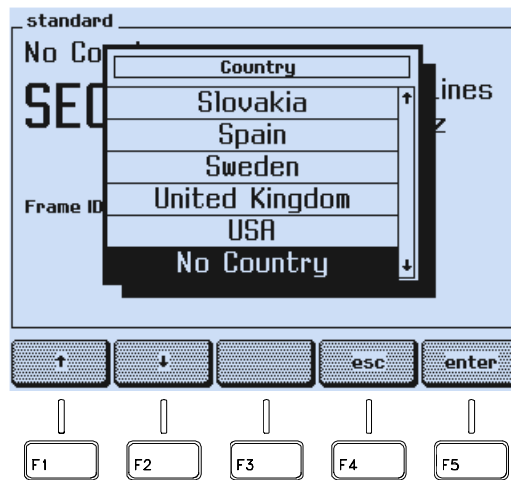 standard
No Co
Country
SEC
ines
z
Slovakia
Spain
Sweden
Frame ID
United Kingdom
USA
No Country
esc
enter
F1
F2
F3
F4
F5